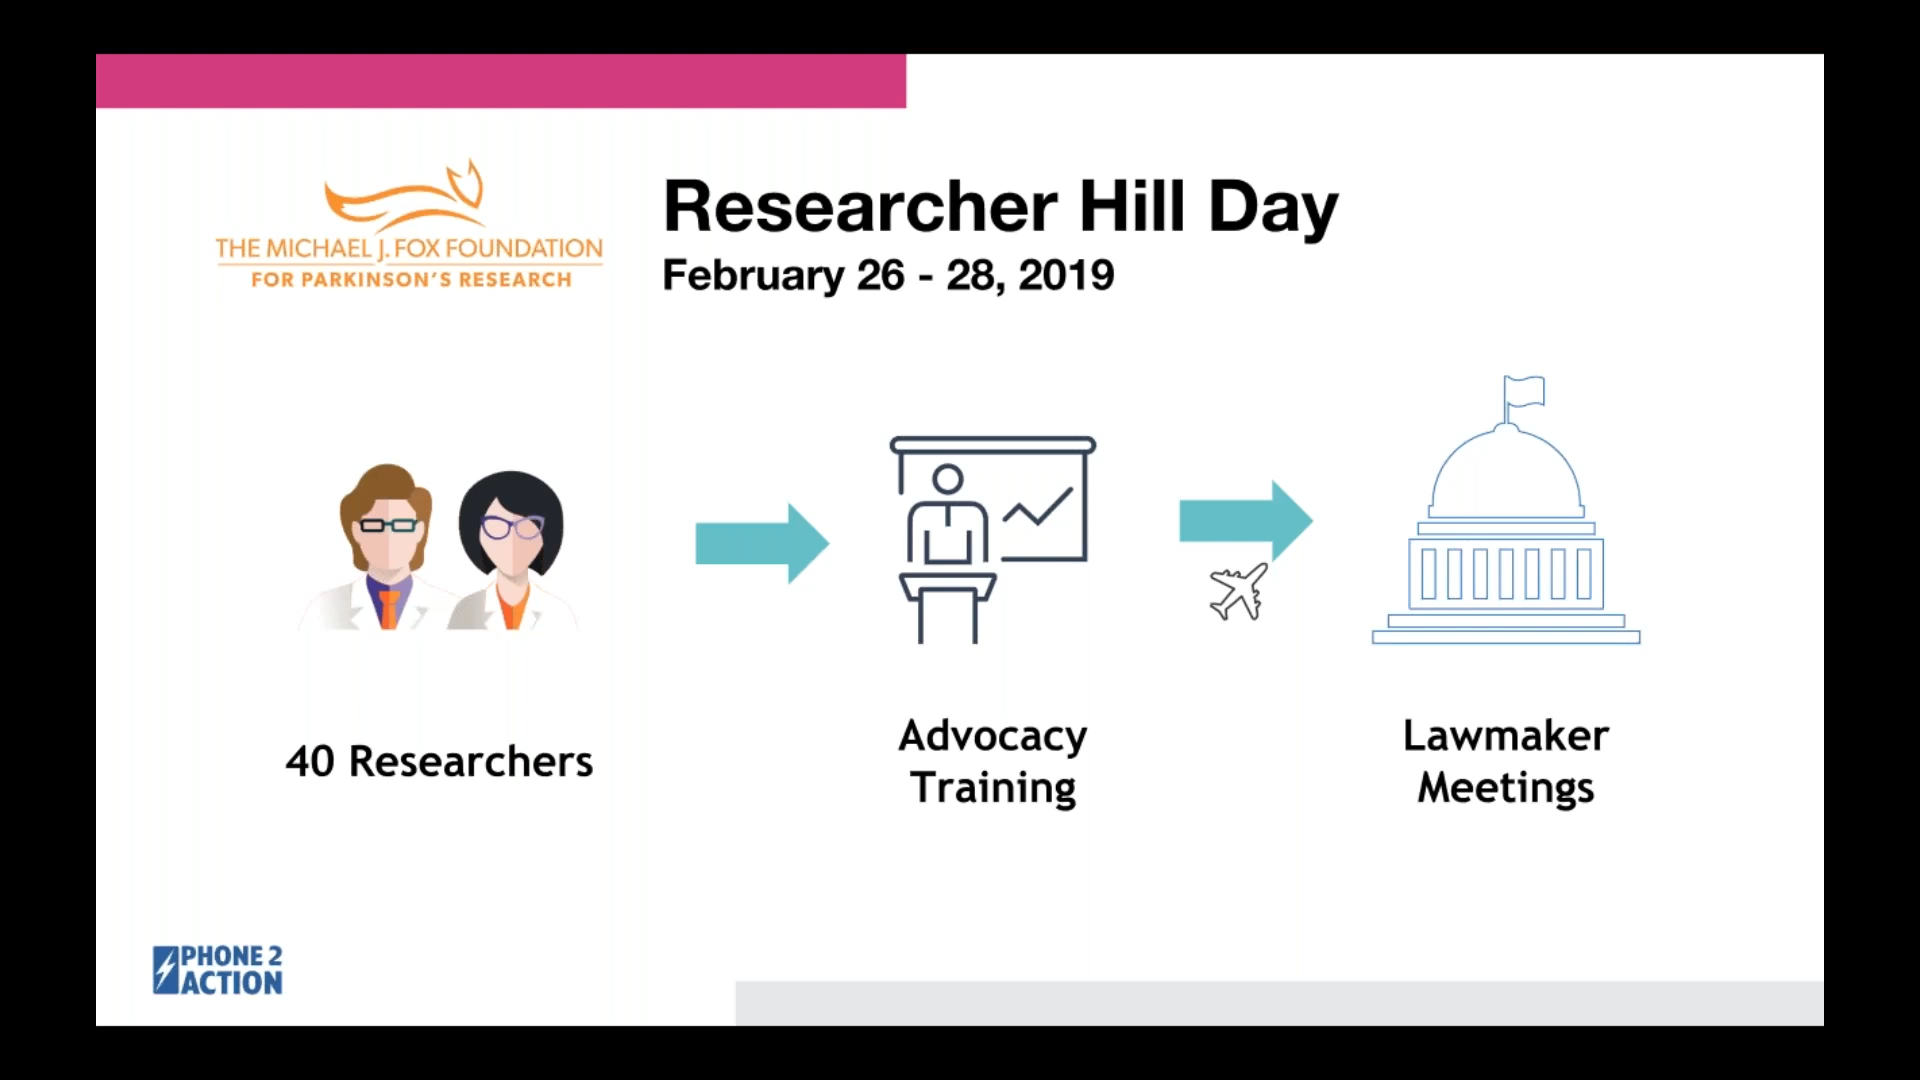 THE MICHAEL J. FOX FOUNDATION
FOR PARKINSON'S RESEARCH
Researcher Hill Day
February 26 - 28, 2019
40 Researchers
Advocacy
Training
Lawmaker
Meetings
PHONE 2
ACTION